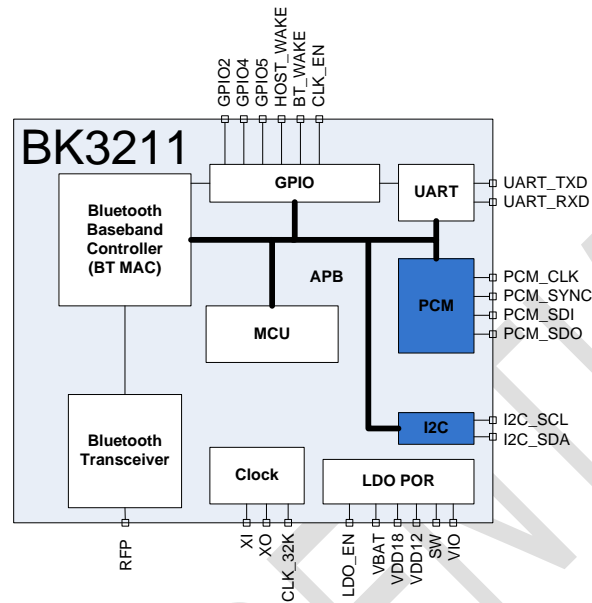 GPIO2
GPIO4
GPIO5
HOST_WAKE
BT_WAKE
CLK_EN
BK3211
GPIO
UART
UART_TXD
UART_RXD
Bluetooth
Baseband
Controller
(BT MAC)
APB
MCU
PCM
PCM_CLK
PCM_SYNC
PCM_SDI
PCM_SDO
I2C
I2C_SCL
I2C_SDA
Bluetooth
Transceiver
Clock
LDO POR
RFP
XI
XO
CLK_32K
LDO_EN
VBAT
VDD18
VDD12
SW
VIO